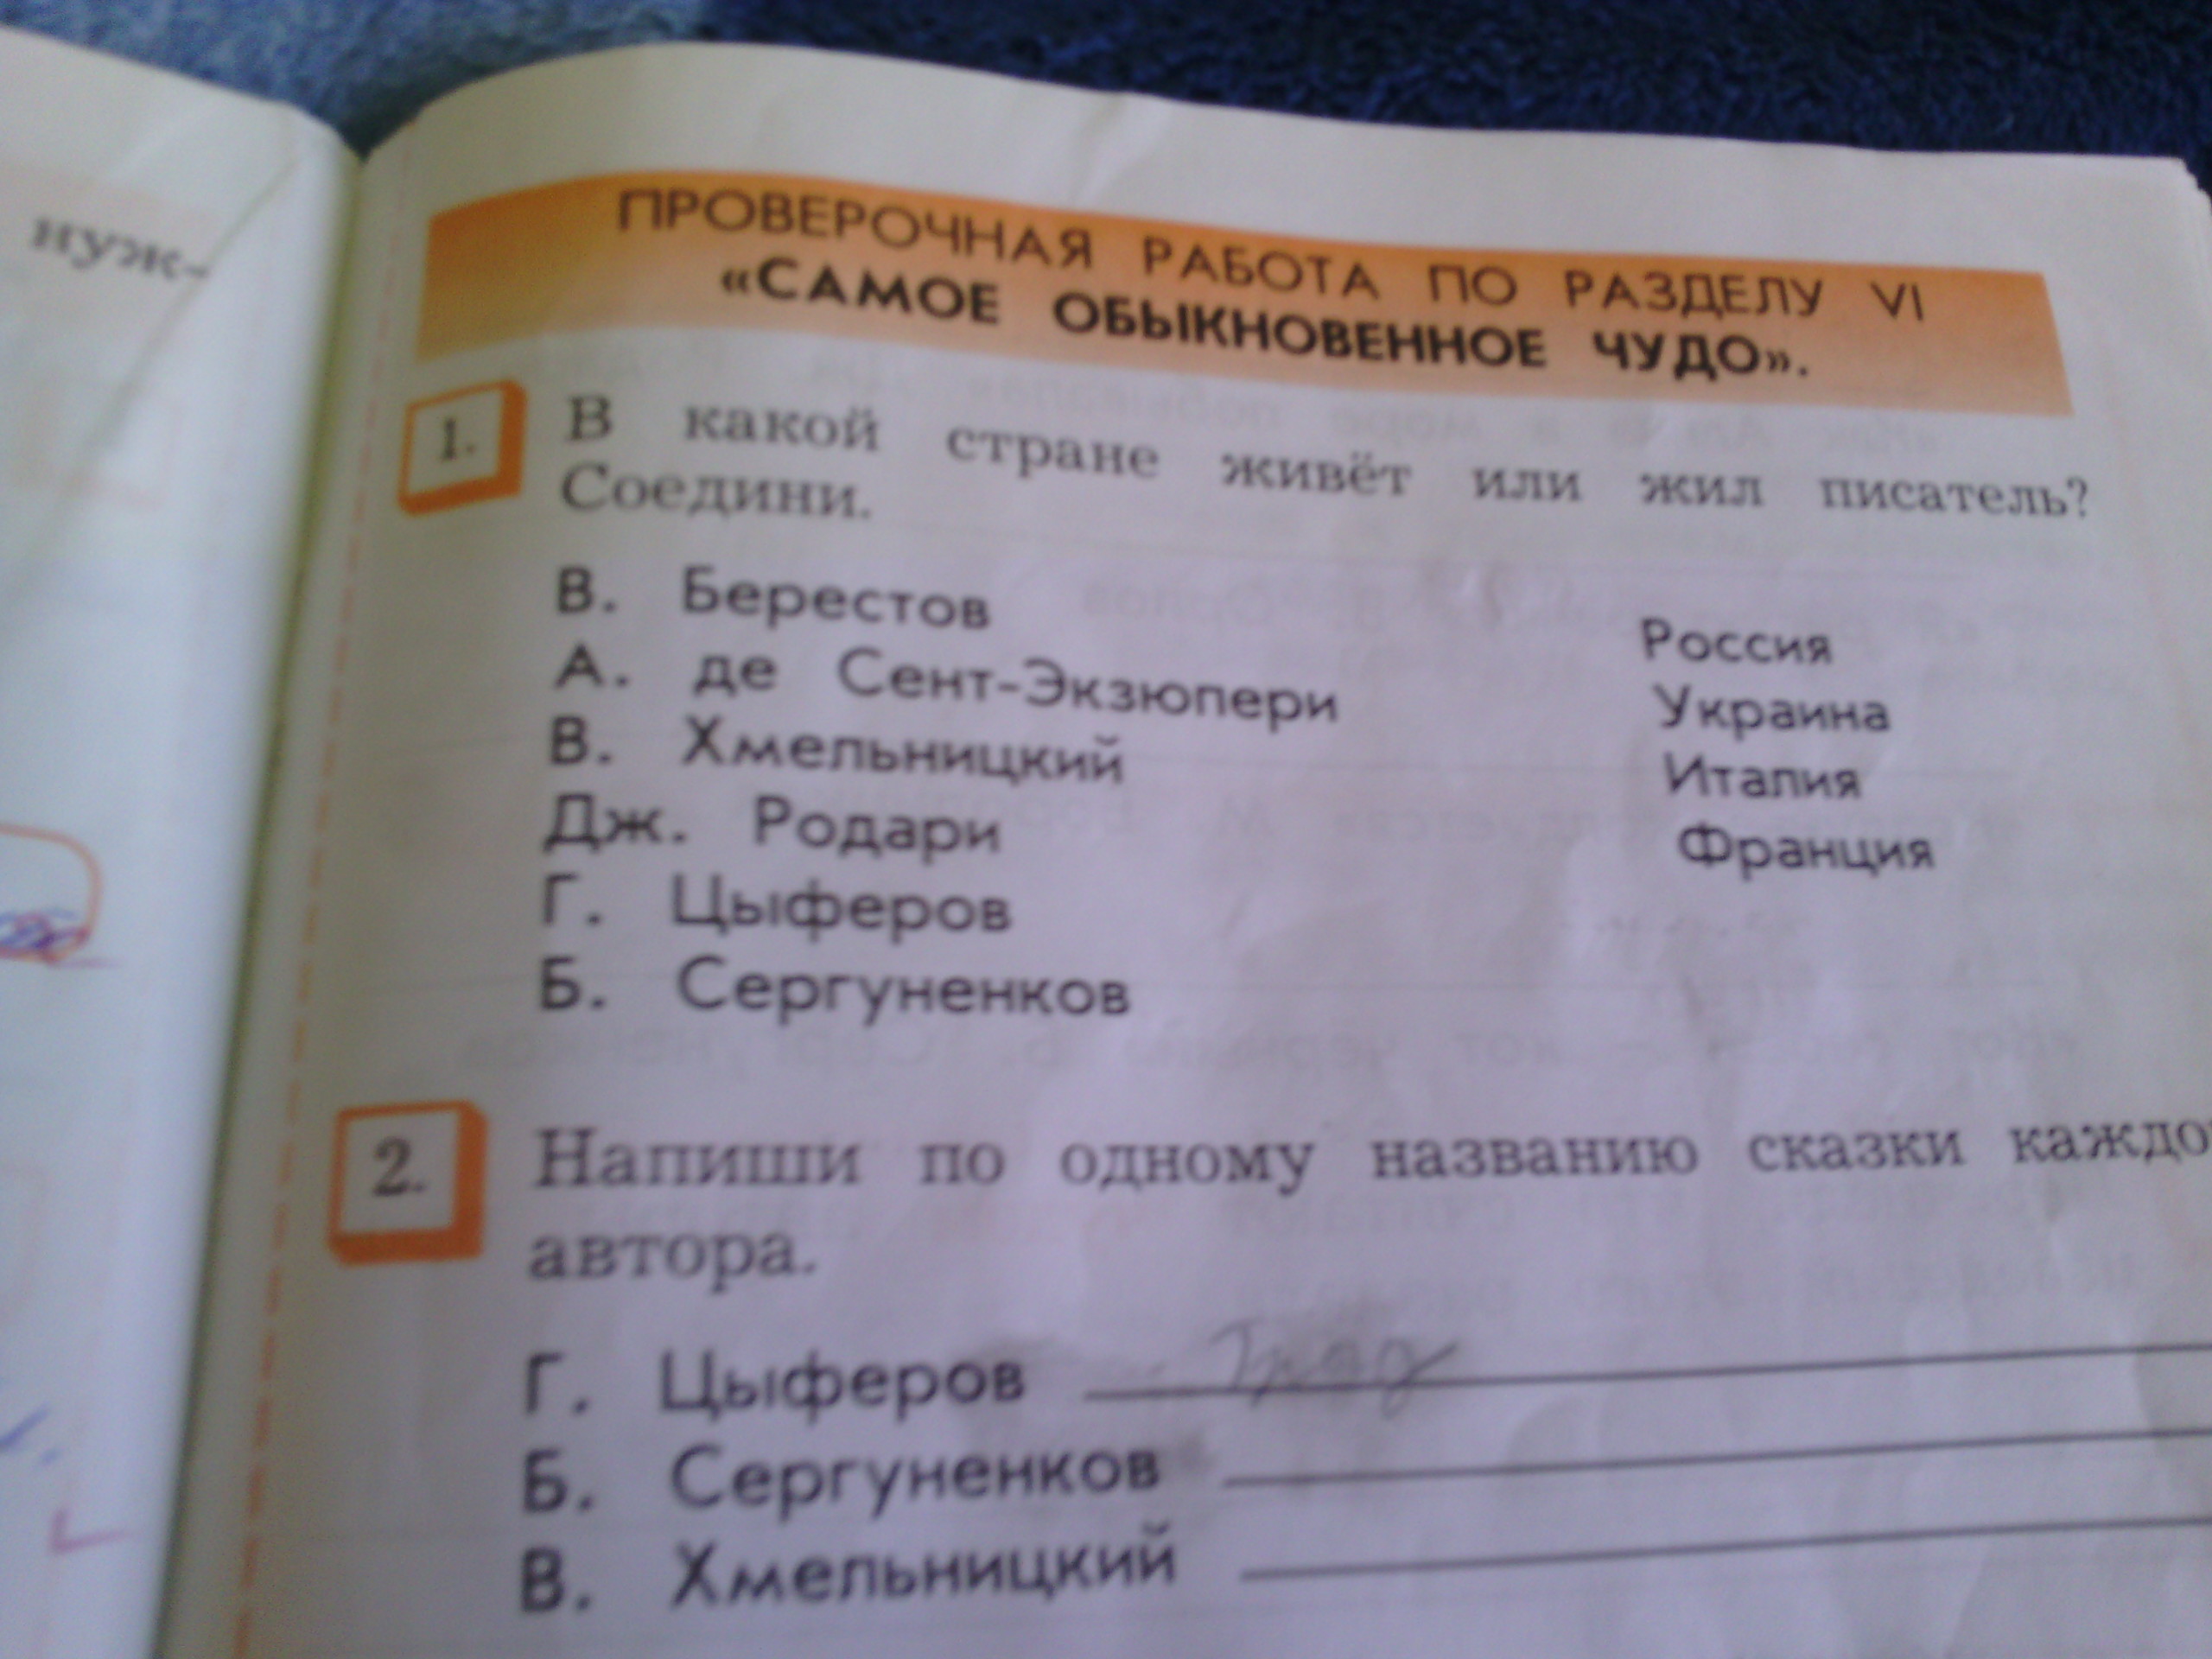 нуж-
ПРОВЕРОЧНАЯ РАБОТА ПО РАЗДЕЛУ VI
«САМОЕ ОБЫКНОВЕННОЕ ЧУДО».
1. В какой стране живёт или жил писатель?
Соедини.
В. Берестов
Россия
А. де Сент-Экзюпери
Украина
В. Хмельницкий
Италия
Дж. Родари
Франция
Г. Цыферов
Б. Сергуненков
2. Напиши по одному названию сказки каждо
автора.
Г. Цыферов
Б. Сергуненков
В. Хмельницкий